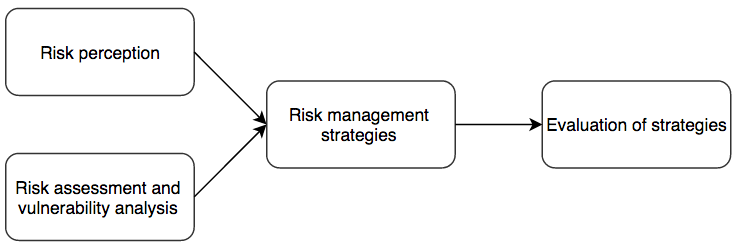 Risk perception
Risk assessment and
vulnerability analysis
Risk management
strategies
Evaluation of strategies